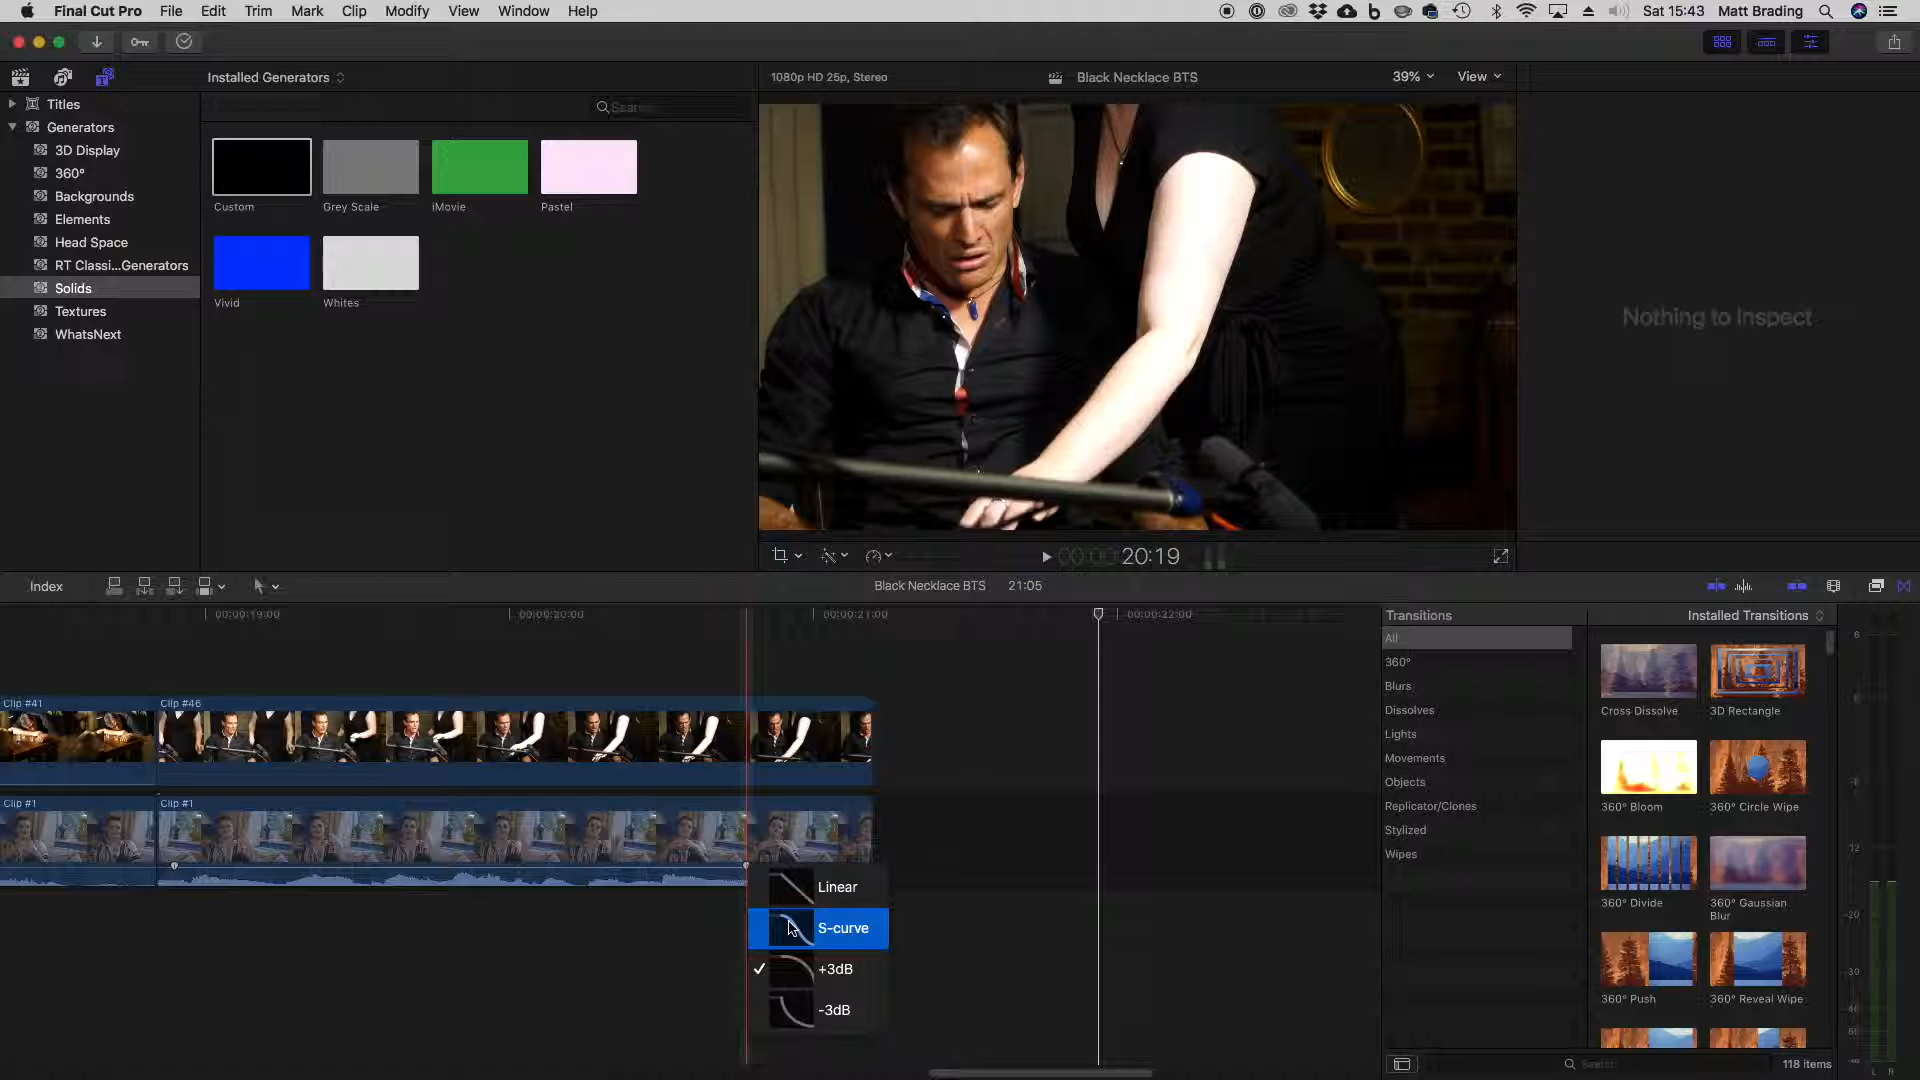 Final Cut Pro File Edit Trim Mark Clip Modify View Window Help
Sat 15:43 Matt Brading
Installed Generators
1080p HD 25p, Stereo
Black Necklace BTS
39%
View
Titles
Generators
3D Display
360°
Backgrounds
Elements
Head Space
RT Classi...Generators
Solids
Textures
WhatsNext
Search
Custom
Grey Scale
iMovie
Pastel
Vivid
Whites
Nothing to Inspect
20:19
Index
Black Necklace BTS
21:05
00:00:19:00
00:00:20:00
00:00:21:00
00:00:22:00
Clip #41
Clip #46
Clip #1
Clip #1
Linear
S-curve
+3dB
-3dB
Transitions
Installed Transitions
All
360°
Blurs
Dissolves
Lights
Movements
Objects
Replicator/Clones
Stylized
Wipes
Cross Dissolve
3D Rectangle
360° Bloom
360° Circle Wipe
360° Divide
360° Gaussian
Blur
360° Push
360° Reveal Wipe
Search
118 items
6
12
-20
-30
L R